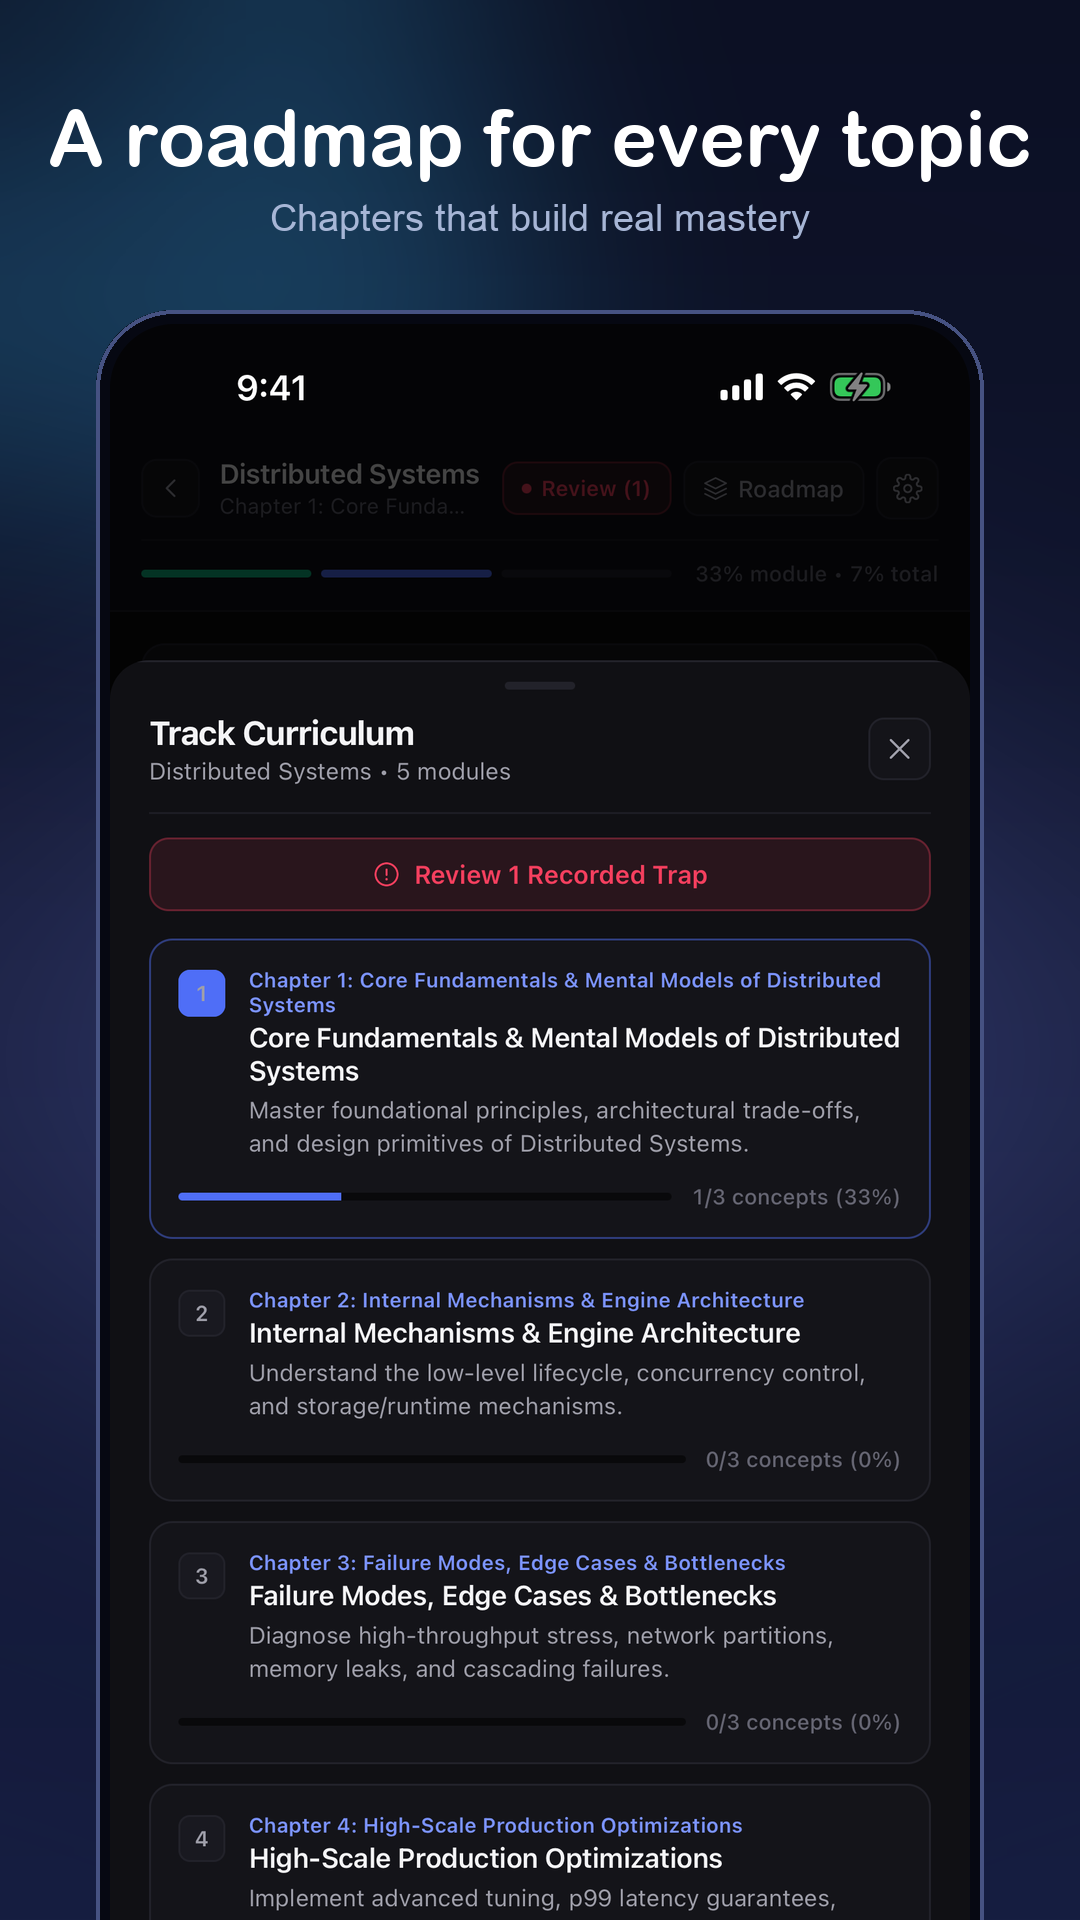 A roadmap for every topic
Chapters that build real mastery
9:41
Distributed Systems
Chapter 1: Core Funda...
Review (1)
Roadmap
33% module • 7% total
Track Curriculum
Distributed Systems • 5 modules
Review 1 Recorded Trap
1
Chapter 1: Core Fundamentals & Mental Models of Distributed
Systems
Core Fundamentals & Mental Models of Distributed
Systems
Master foundational principles, architectural trade-offs,
and design primitives of Distributed Systems.
1/3 concepts (33%)
2
Chapter 2: Internal Mechanisms & Engine Architecture
Internal Mechanisms & Engine Architecture
Understand the low-level lifecycle, concurrency control,
and storage/runtime mechanisms.
0/3 concepts (0%)
3
Chapter 3: Failure Modes, Edge Cases & Bottlenecks
Failure Modes, Edge Cases & Bottlenecks
Diagnose high-throughput stress, network partitions,
memory leaks, and cascading failures.
0/3 concepts (0%)
4
Chapter 4: High-Scale Production Optimizations
High-Scale Production Optimizations
Implement advanced tuning, p99 latency guarantees,